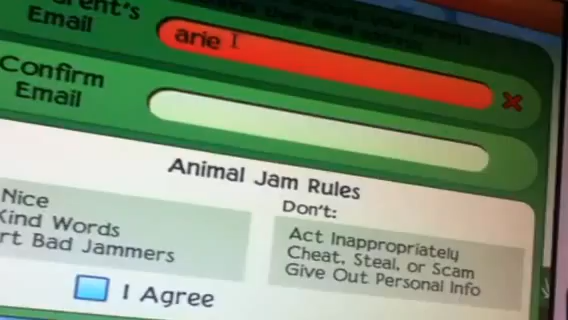 Parent's
Email
arie
Confirm
Email
Animal Jam Rules
Nice
Kind Words
rt Bad Jammers
Don't:
Act Inappropriately
Cheat, Steal, or Scam
Give Out Personal Info
I Agree